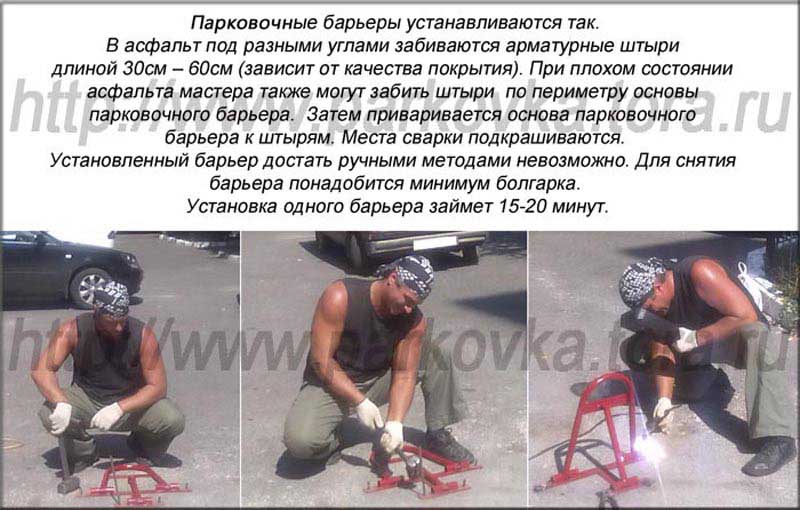 Парковочные барьеры устанавливаются так.
В асфальт под разными углами забиваются арматурные штыри
длиной 30см – 60см (зависит от качества покрытия). При плохом состоянии
асфальта мастера также могут забить штыри по периметру основы
парковочного барьера. Затем приваривается основа парковочного
барьера к штырям. Места сварки подкрашиваются.
Установленный барьер достать ручными методами невозможно. Для снятия
барьера понадобится минимум болгарка.
Установка одного барьера займет 15-20 минут.
http://www.parkovka.tora.ru
http://www.parkovka.tora.ru